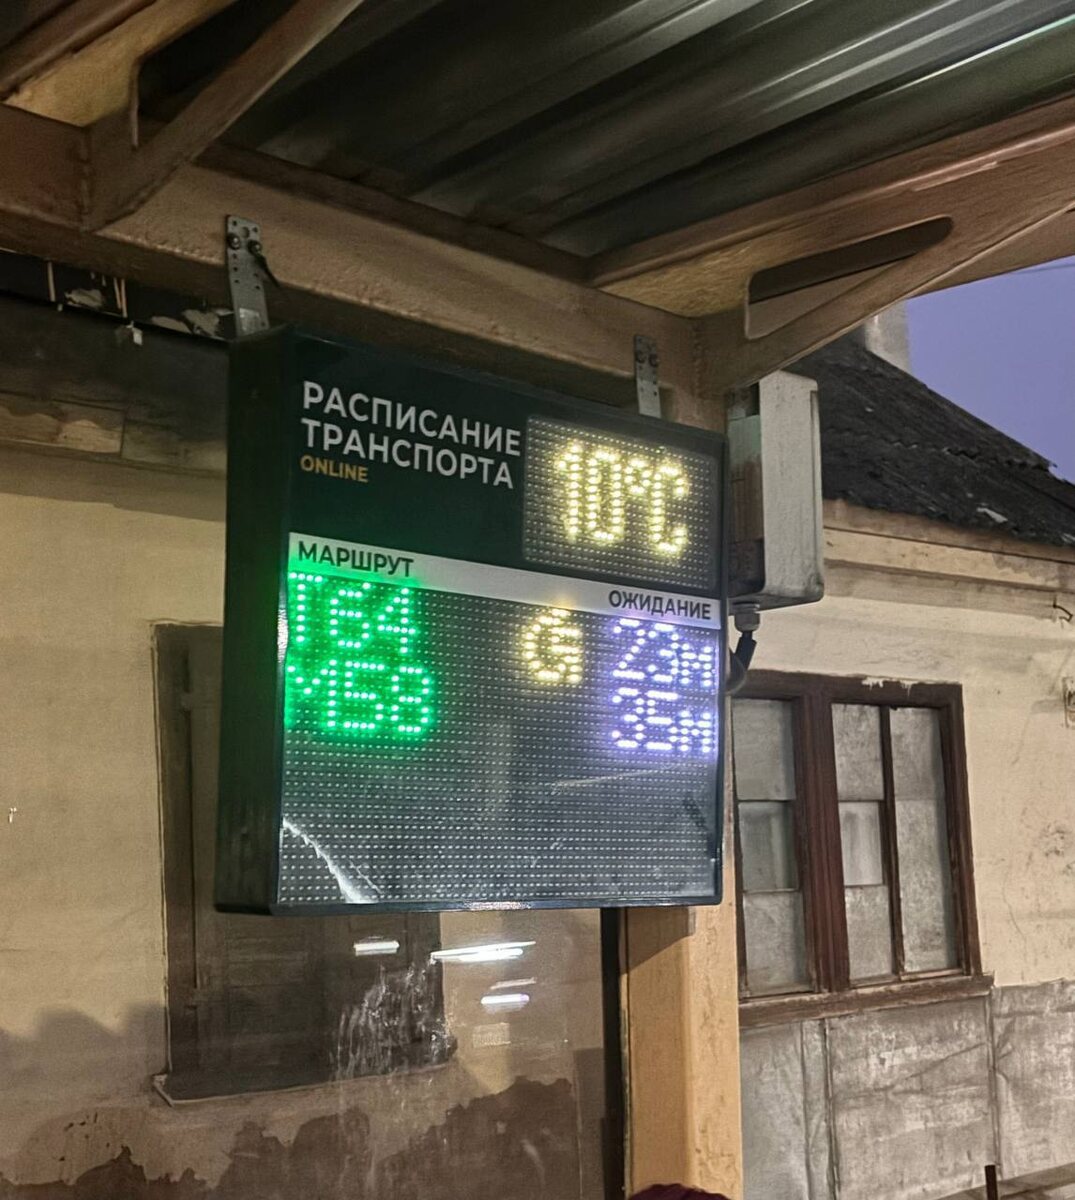 РАСПИСАНИЕ
ТРАНСПОРТА
ONLINE
10°C
МАРШРУТ
ОЖИДАНИЕ
Т64 23м
М58 35м